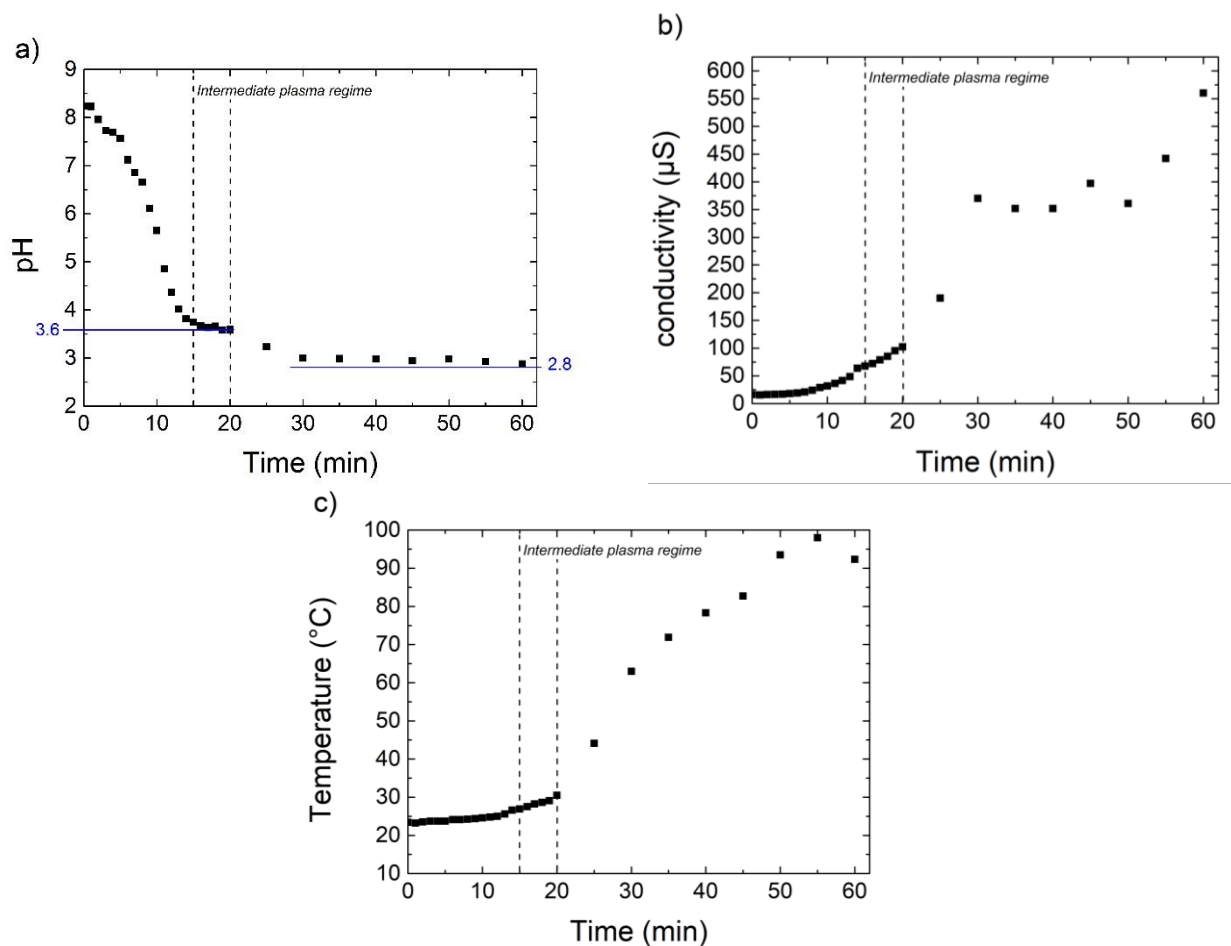 a)
9
8
7
6
5
4
3
2
pH
3.6
2.8
Intermediate plasma regime
0 10 20 30 40 50 60
Time (min)
b)
600
550
500
450
400
350
300
250
200
150
100
50
0
conductivity (µS)
Intermediate plasma regime
0 10 20 30 40 50 60
Time (min)
c)
100
90
80
70
60
50
40
30
20
10
Temperature (°C)
Intermediate plasma regime
0 10 20 30 40 50 60
Time (min)